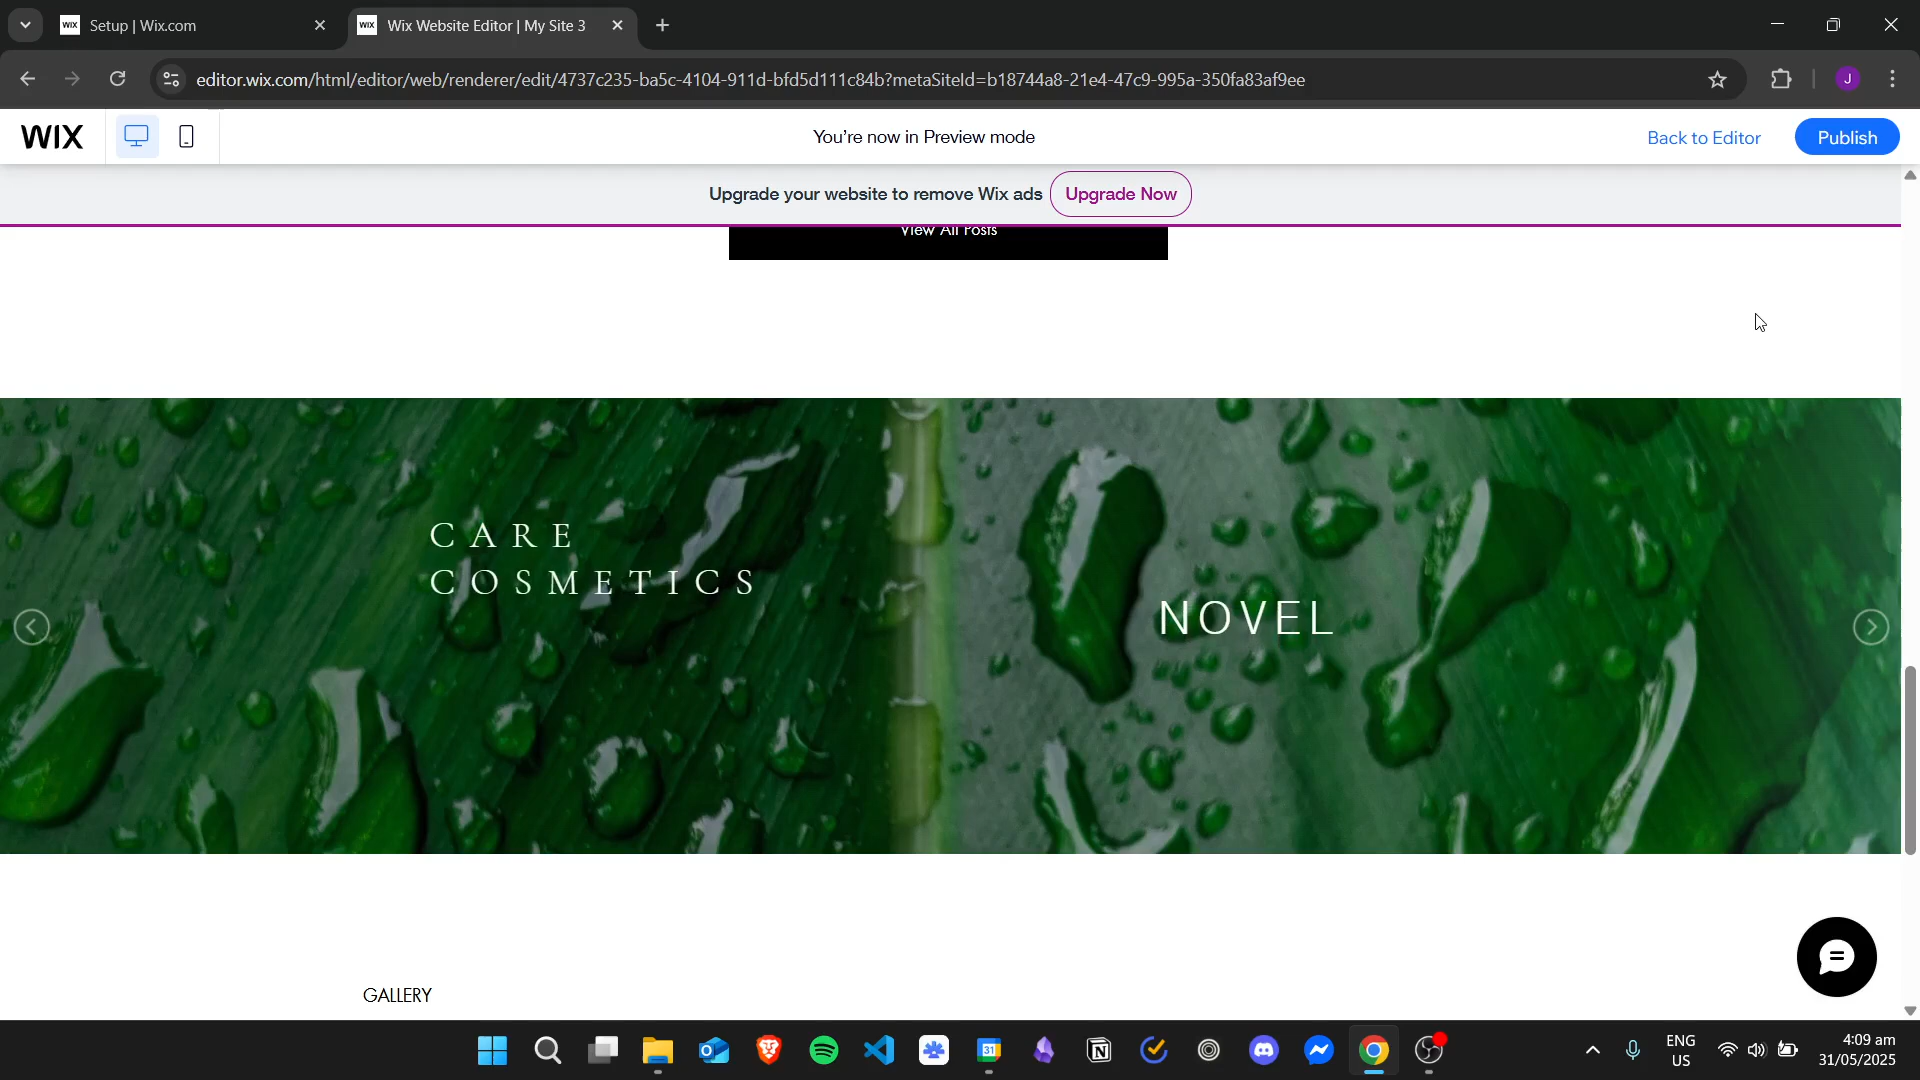 Setup | Wix.com
Wix Website Editor | My Site 3
editor.wix.com/html/editor/web/renderer/edit/4737c235-ba5c-4104-911d-bfd5d111c84b?metaSiteId=b18744a8-21e4-47c9-995a-350fa83af9ee
J
WIX
You're now in Preview mode
Back to Editor
Publish
Upgrade your website to remove Wix ads
Upgrade Now
View All Posts
CARE
COSMETICS
NOVEL
GALLERY
ENG
US
4:09 am
31/05/2025